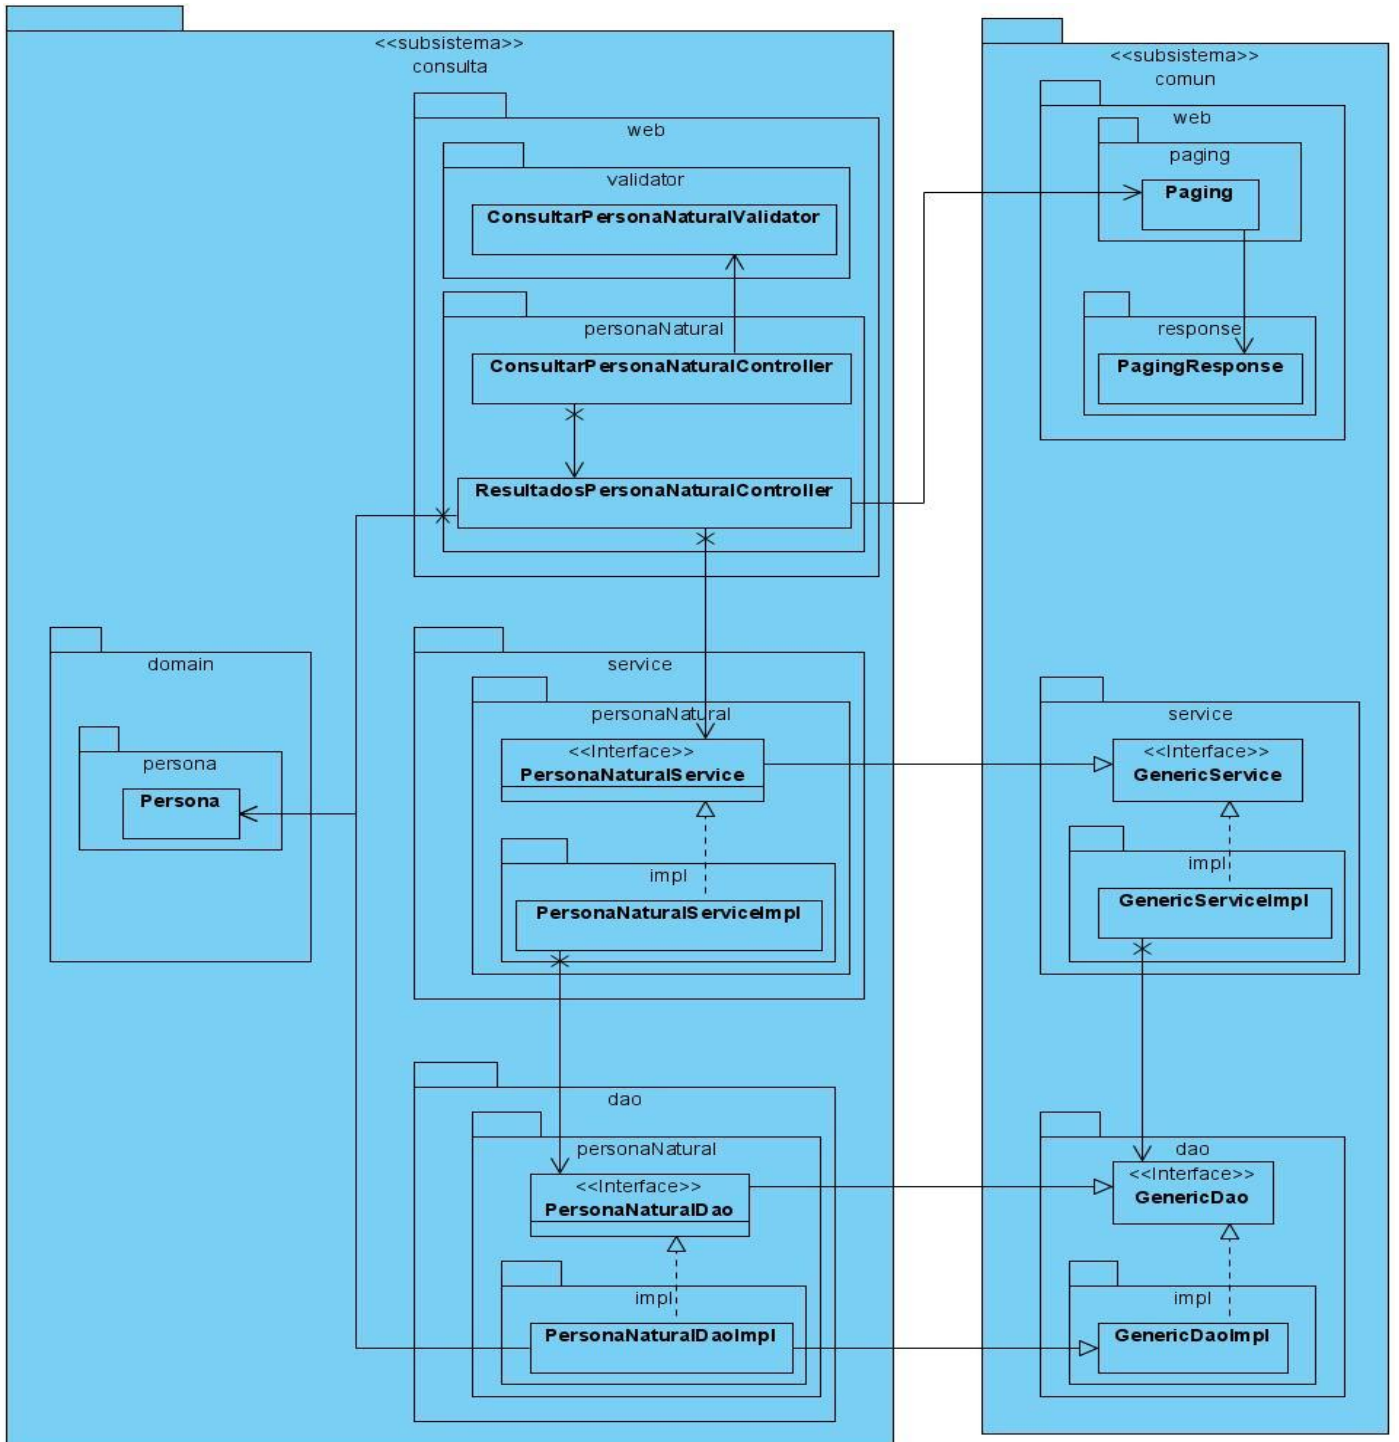 <<subsistema>>
consulta
web
validator
ConsultarPersonaNaturalValidator
personaNatural
ConsultarPersonaNaturalController
ResultadosPersonaNaturalController
domain
persona
Persona
service
personaNatural
<<Interface>>
PersonaNaturalService
impl
PersonaNaturalServiceImpl
dao
personaNatural
<<Interface>>
PersonaNaturalDao
impl
PersonaNaturalDaoImpl
<<subsistema>>
comun
web
paging
Paging
response
PagingResponse
service
<<Interface>>
GenericService
impl
GenericServiceImpl
dao
<<Interface>>
GenericDao
impl
GenericDaoImpl